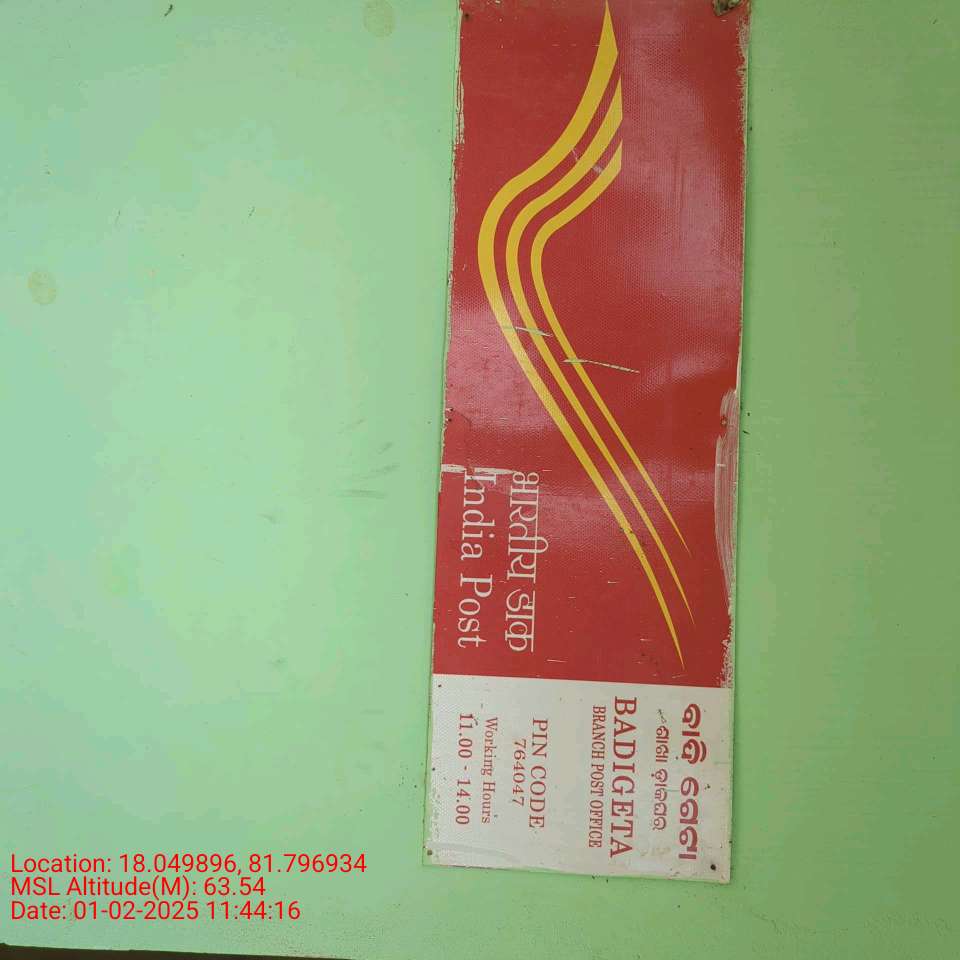 भारतीय डाक
India Post
ବାଦି ଗେଟା
ଶାଖା ଡ଼ାକଘର
BADIGETA
BRANCH POST OFFICE
PIN CODE
764047
Working Hours
11.00 - 14.00
Location: 18.049896, 81.796934
MSL Altitude(M): 63.54
Date: 01-02-2025 11:44:16